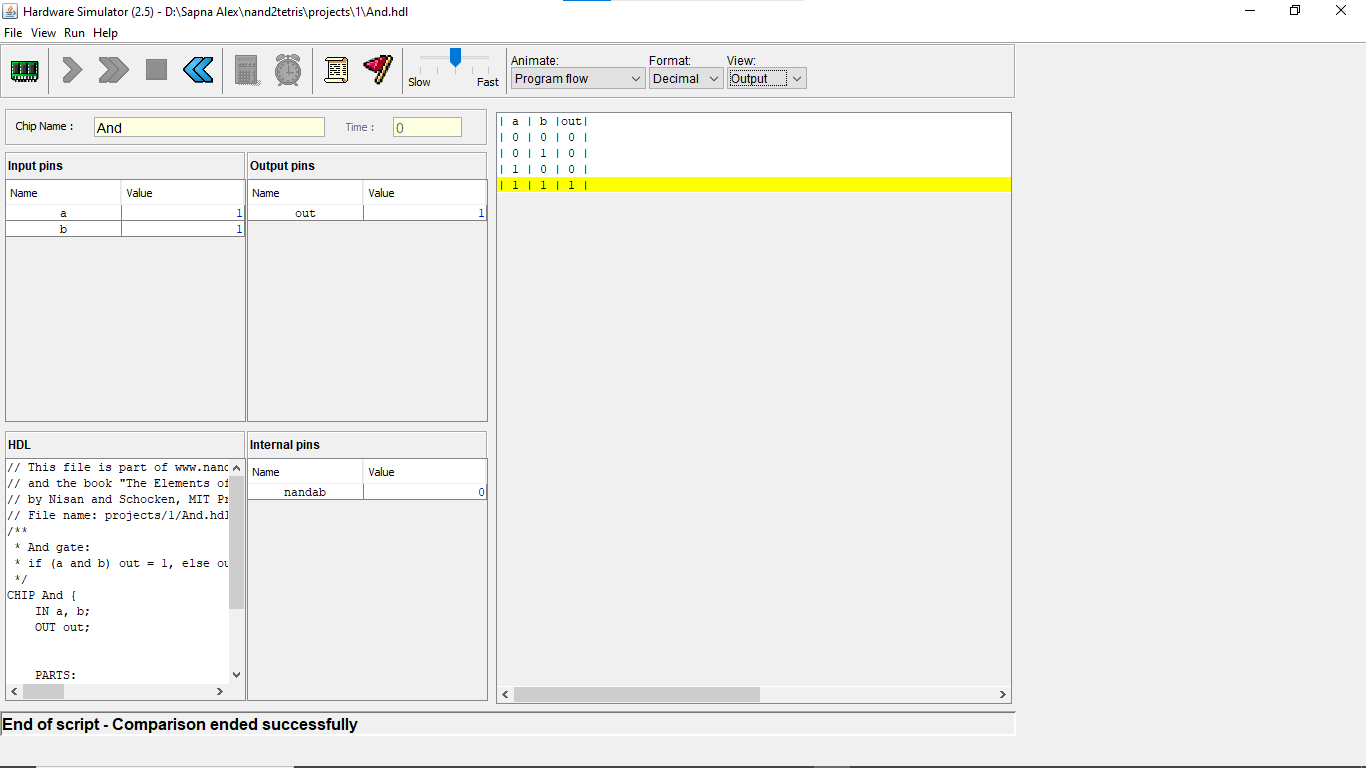 Hardware Simulator (2.5) - D:\Sapna Alex\nand2tetris\projects\1\And.hdl
File View Run Help
Animate: Format: View:
Slow Fast Program flow Decimal Output
Chip Name : And Time : 0
Input pins
Name Value
a 1
b 1
Output pins
Name Value
out 1
HDL
// This file is part of www.nand
// and the book "The Elements of
// by Nisan and Schocken, MIT Pr
// File name: projects/1/And.hdl
/**
* And gate:
* if (a and b) out = 1, else ou
*/
CHIP And {
IN a, b;
OUT out;
PARTS:
Internal pins
Name Value
nandab 0
| a | b |out|
| 0 | 0 | 0 |
| 0 | 1 | 0 |
| 1 | 0 | 0 |
| 1 | 1 | 1 |
End of script - Comparison ended successfully